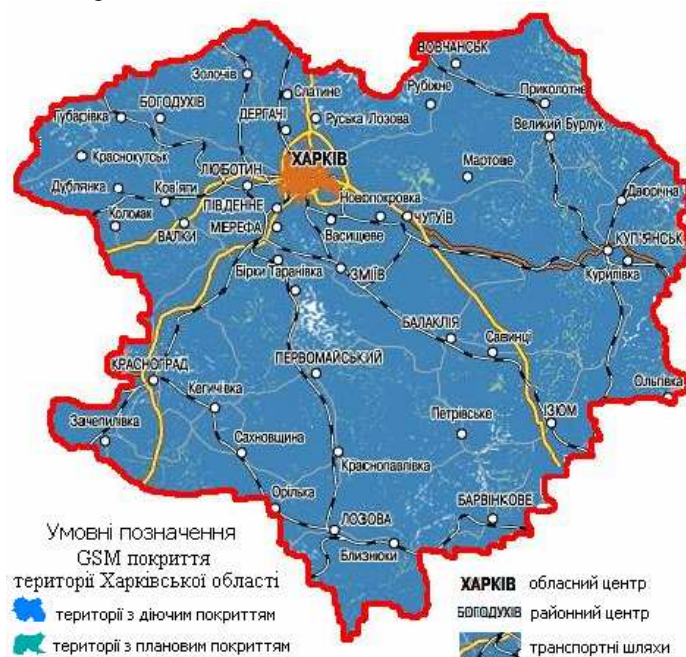 ВОВЧАНСЬК
Золочів
Слатине
Рубіжне
Приколотне
Губарівка
БОГОДУХІВ
ДЕРГАЧІ
Руська Лозова
Великий Бурлук
Краснокутськ
ЛЮБОТИН
ХАРКІВ
Мартове
Дублянка
Ков'яги
Новопокровка
Дворічна
Коломак
ПІВДЕННЕ
ЧУГУЇВ
ВАЛКИ
МЕРЕФА
Васищеве
КУП'ЯНСЬК
Бірки
Таранівка
ЗМІЇВ
Курилівка
БАЛАКЛІЯ
Савинці
КРАСНОГРАД
ПЕРВОМАЙСЬКИЙ
Кегичівка
Зачепилівка
Петрівське
ІЗЮМ
Сахновщина
Краснопавлівка
Орілька
БАРВІНКОВЕ
ЛОЗОВА
Близнюки
Умовні позначення
GSM покриття
території Харківської області
території з діючим покриттям
території з плановим покриттям
ХАРКІВ обласний центр
БОГОДУХІВ районний центр
транспортні шляхи